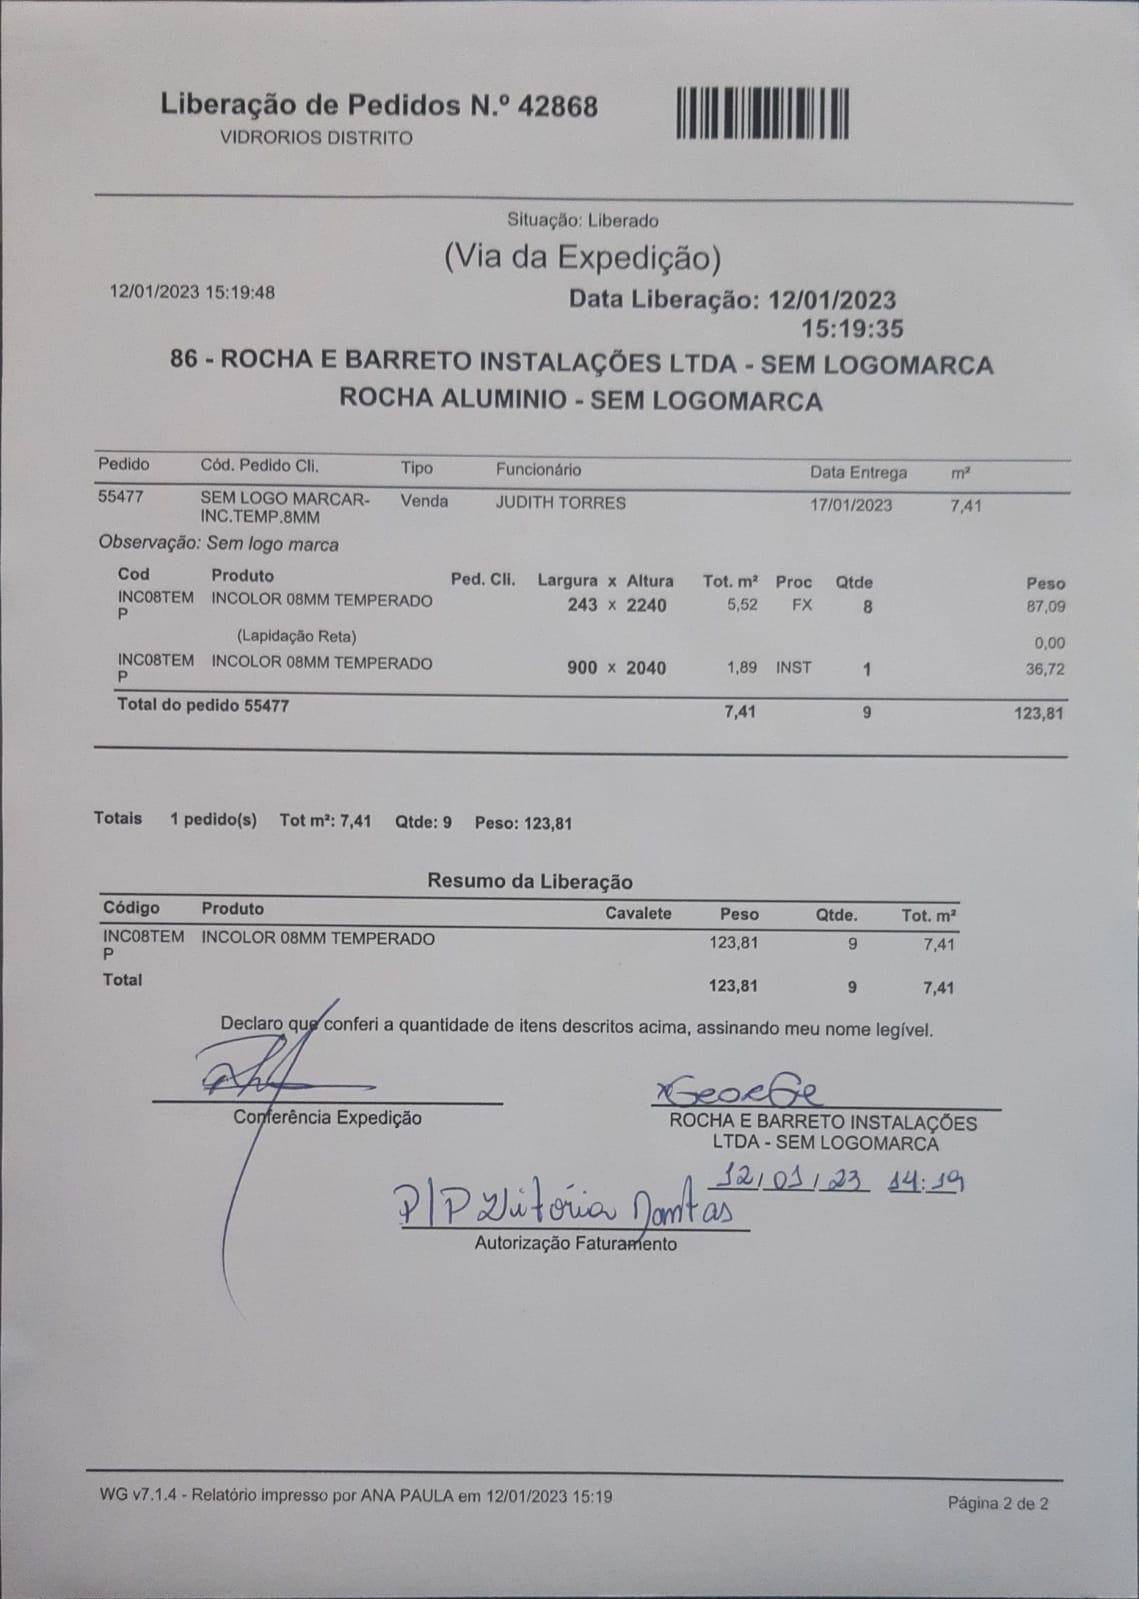 Liberação de Pedidos N.º 42868
VIDRORIOS DISTRITO
Situação: Liberado
(Via da Expedição)
12/01/2023 15:19:48
Data Liberação: 12/01/2023
15:19:35
86 - ROCHA E BARRETO INSTALAÇÕES LTDA - SEM LOGOMARCA
ROCHA ALUMINIO - SEM LOGOMARCA
Pedido Cód. Pedido Cli. Tipo Funcionário Data Entrega m²
55477 SEM LOGO MARCAR- Venda JUDITH TORRES 17/01/2023 7,41
INC.TEMP.8MM
Observação: Sem logo marca
Cod Produto Ped. Cli. Largura x Altura Tot. m² Proc Qtde Peso
INC08TEM INCOLOR 08MM TEMPERADO 243 x 2240 5,52 FX 8 87,09
P
(Lapidação Reta) 0,00
INC08TEM INCOLOR 08MM TEMPERADO 900 x 2040 1,89 INST 1 36,72
P
Total do pedido 55477 7,41 9 123,81
Totais 1 pedido(s) Tot m²: 7,41 Qtde: 9 Peso: 123,81
Resumo da Liberação
Código Produto Cavalete Peso Qtde. Tot. m²
INC08TEM INCOLOR 08MM TEMPERADO 123,81 9 7,41
P
Total 123,81 9 7,41
Declaro que conferi a quantidade de itens descritos acima, assinando meu nome legível.
xGeorGe
Conferência Expedição
ROCHA E BARRETO INSTALAÇÕES
LTDA - SEM LOGOMARCA
12/01/23 14:19
P/P Vitória Dantas
Autorização Faturamento
WG v7.1.4 - Relatório impresso por ANA PAULA em 12/01/2023 15:19
Página 2 de 2